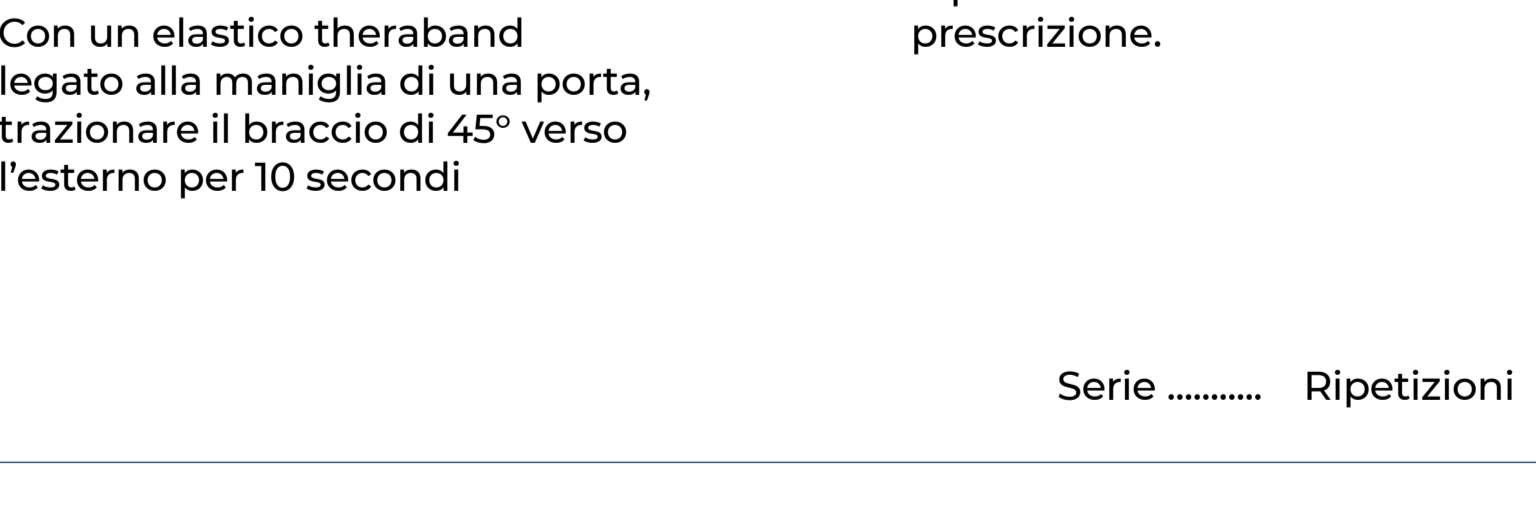 Con un elastico theraband
legato alla maniglia di una porta,
trazionare il braccio di 45° verso
l’esterno per 10 secondi
prescrizione.
Serie ........... Ripetizioni